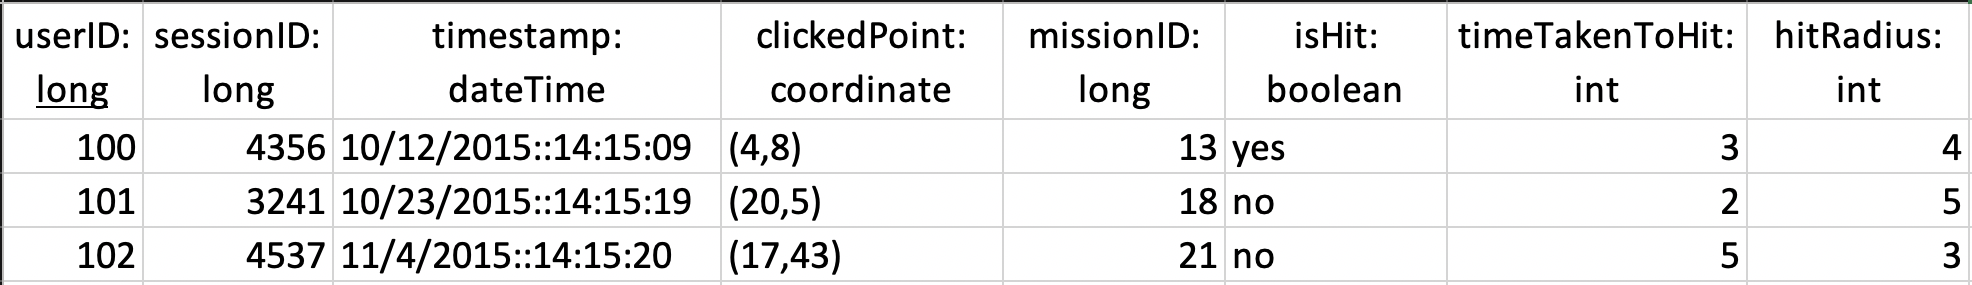 userID: sessionID: timestamp: clickedPoint: missionID: isHit: timeTakenToHit: hitRadius:
long long dateTime coordinate long boolean int int
100 4356 10/12/2015::14:15:09 (4,8) 13 yes 3 4
101 3241 10/23/2015::14:15:19 (20,5) 18 no 2 5
102 4537 11/4/2015::14:15:20 (17,43) 21 no 5 3